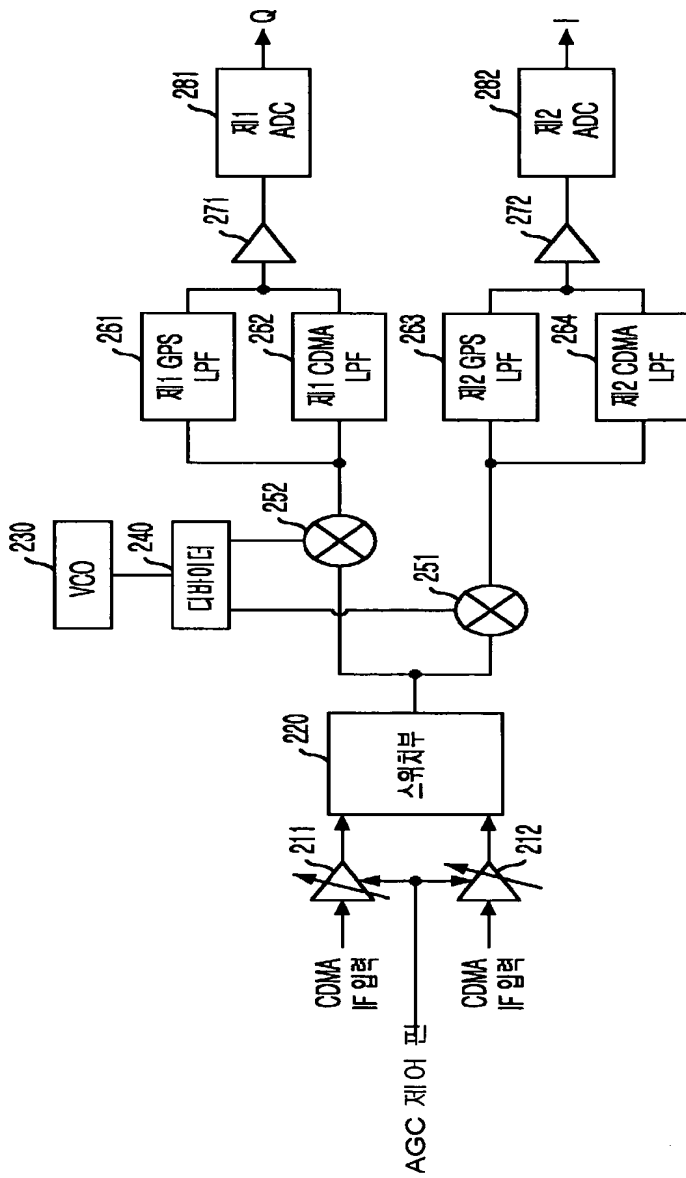 230
VCO
240
디바이더
252
251
261
제1 GPS
LPF
262
제1 CDMA
LPF
271
281
제1
ADC
Q
263
제2 GPS
LPF
264
제2 CDMA
LPF
272
282
제2
ADC
I
220
스위치부
211
CDMA
IF 입력
212
CDMA
IF 입력
AGC 제어 핀